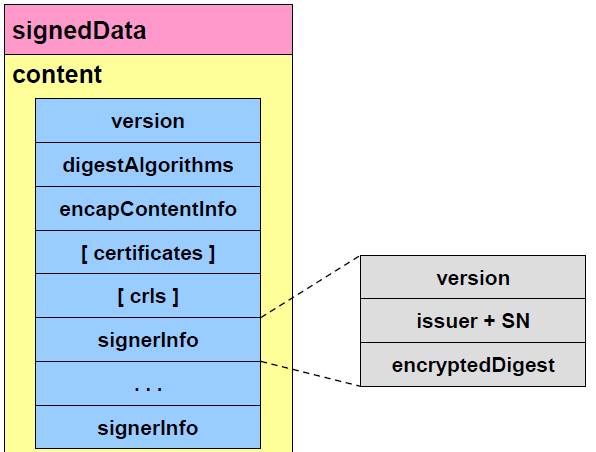 signedData
content
version
digestAlgorithms
encapContentInfo
[ certificates ]
[ crls ]
signerInfo
. . .
signerInfo
version
issuer + SN
encryptedDigest